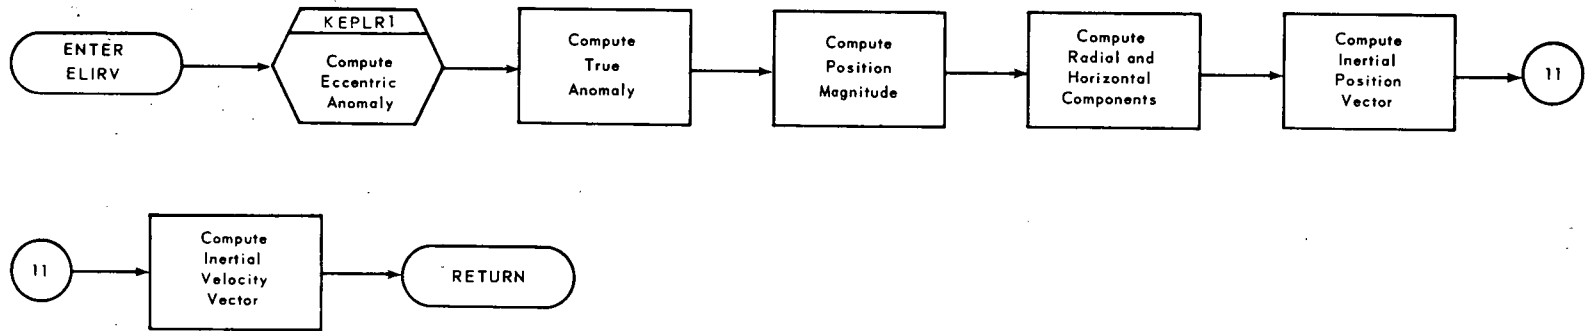 ENTER
ELIRV
KEPLR1
Compute
Eccentric
Anomaly
Compute
True
Anomaly
Compute
Position
Magnitude
Compute
Radial and
Horizontal
Components
Compute
Inertial
Position
Vector
11
11
Compute
Inertial
Velocity
Vector
RETURN